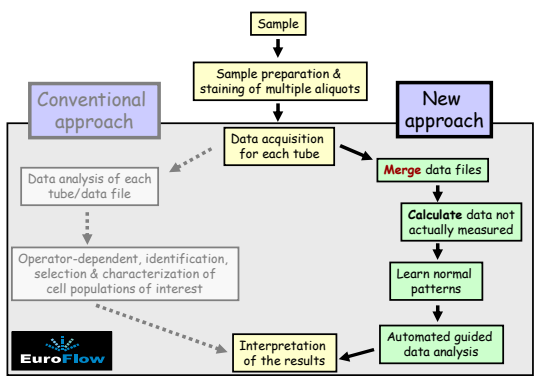 Sample
Sample preparation &
staining of multiple aliquots
Conventional
approach
New
approach
Data acquisition
for each tube
Data analysis of each
tube/data file
Merge data files
Calculate data not
actually measured
Operator-dependent, identification,
selection & characterization of
cell populations of interest
Learn normal
patterns
Automated guided
data analysis
Interpretation
of the results
EuroFlow